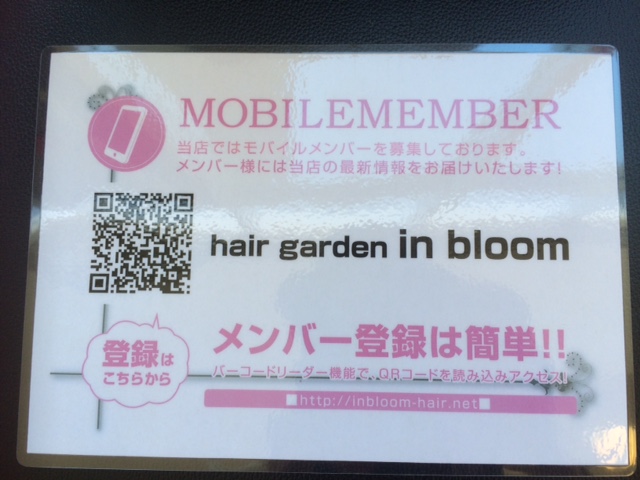 MOBILEMEMBER
当店ではモバイルメンバーを募集しております。
メンバー様には当店の最新情報をお届けいたします!
hair garden in bloom
メンバー登録は簡単!!
登録は
こちらから
バーコードリーダー機能で、QRコードを読み込みアクセス!
■http://inbloom-hair.net■